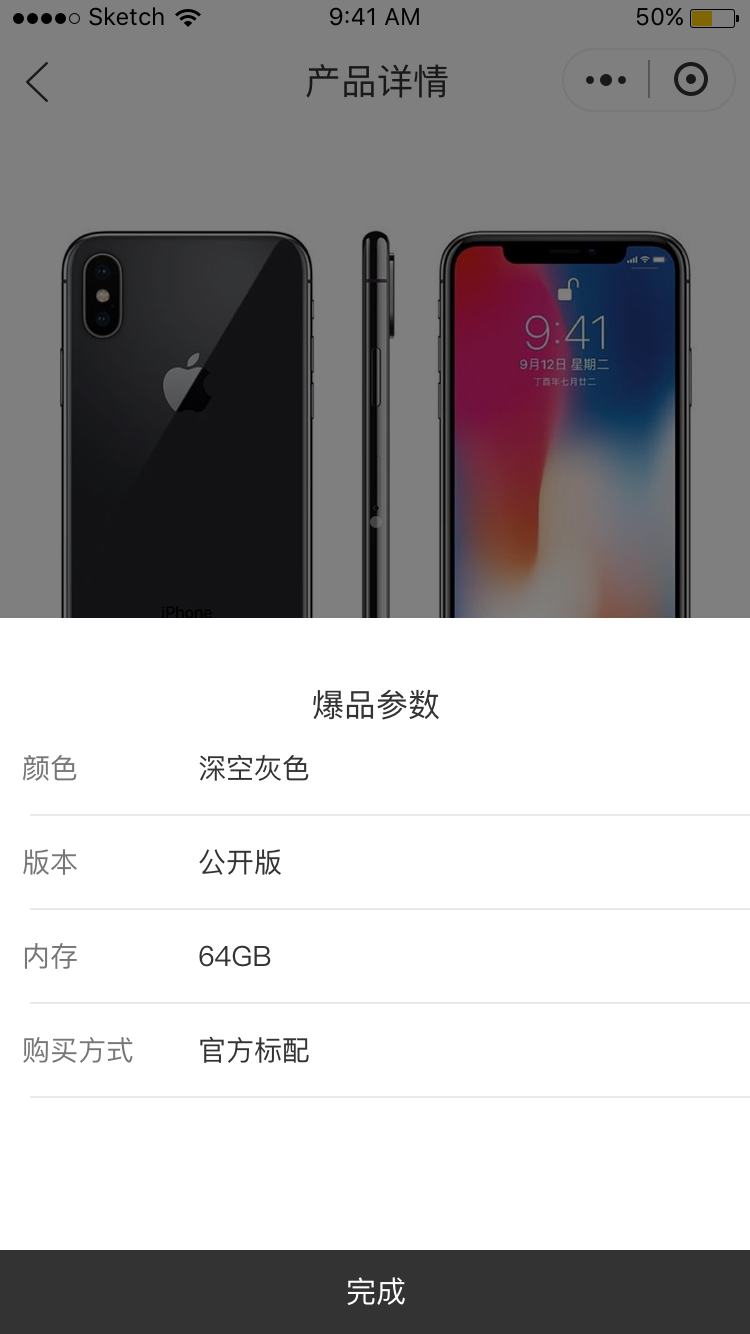 Sketch 9:41 AM 50%
产品详情
9:41
9月12日 星期二
丁酉年七月廿二
iPhone
爆品参数
颜色 深空灰色
版本 公开版
内存 64GB
购买方式 官方标配
完成